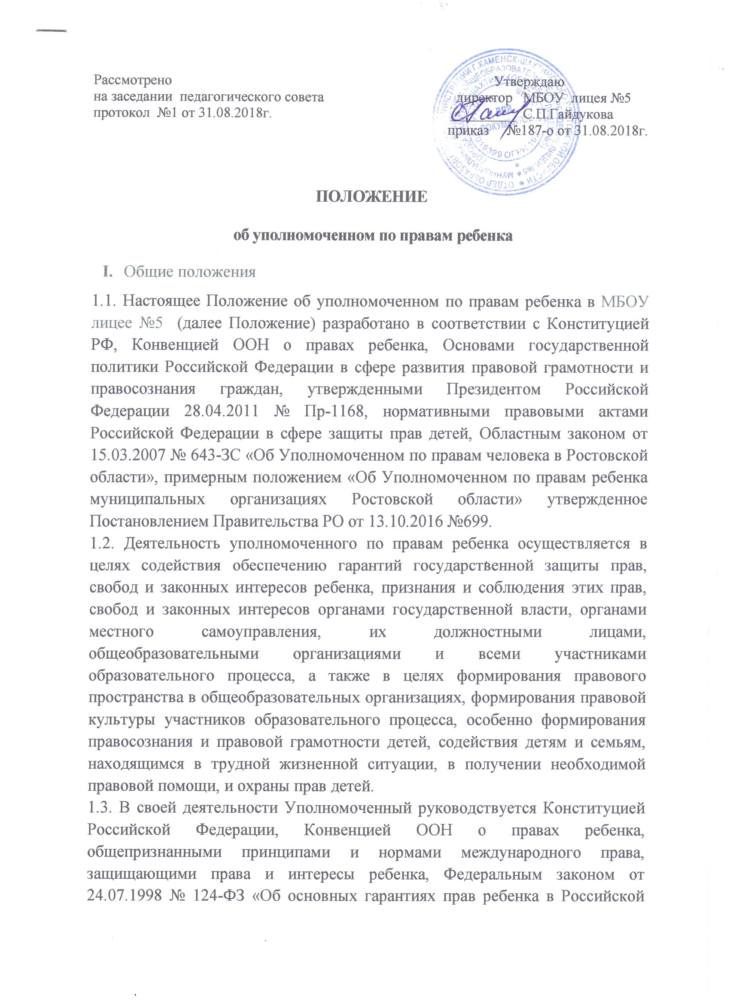 Рассмотрено
на заседании педагогического совета
протокол №1 от 31.08.2018г.
Утверждаю
директор МБОУ лицея №5
С.П.Гайдукова
приказ №187-о от 31.08.2018г.
ПОЛОЖЕНИЕ
об уполномоченном по правам ребенка
I. Общие положения
1.1. Настоящее Положение об уполномоченном по правам ребенка в МБОУ
лицее №5 (далее Положение) разработано в соответствии с Конституцией
РФ, Конвенцией ООН о правах ребенка, Основами государственной
политики Российской Федерации в сфере развития правовой грамотности и
правосознания граждан, утвержденными Президентом Российской
Федерации 28.04.2011 № Пр-1168, нормативными правовыми актами
Российской Федерации в сфере защиты прав детей, Областным законом от
15.03.2007 № 643-ЗС «Об Уполномоченном по правам человека в Ростовской
области», примерным положением «Об Уполномоченном по правам ребенка
муниципальных организациях Ростовской области» утвержденное
Постановлением Правительства РО от 13.10.2016 №699.
1.2. Деятельность уполномоченного по правам ребенка осуществляется в
целях содействия обеспечению гарантий государственной защиты прав,
свобод и законных интересов ребенка, признания и соблюдения этих прав,
свобод и законных интересов органами государственной власти, органами
местного самоуправления, их должностными лицами,
общеобразовательными организациями и всеми участниками
образовательного процесса, а также в целях формирования правового
пространства в общеобразовательных организациях, формирования правовой
культуры участников образовательного процесса, особенно формирования
правосознания и правовой грамотности детей, содействия детям и семьям,
находящимся в трудной жизненной ситуации, в получении необходимой
правовой помощи, и охраны прав детей.
1.3. В своей деятельности Уполномоченный руководствуется Конституцией
Российской Федерации, Конвенцией ООН о правах ребенка,
общепризнанными принципами и нормами международного права,
защищающими права и интересы ребенка, Федеральным законом от
24.07.1998 № 124-ФЗ «Об основных гарантиях прав ребенка в Российской